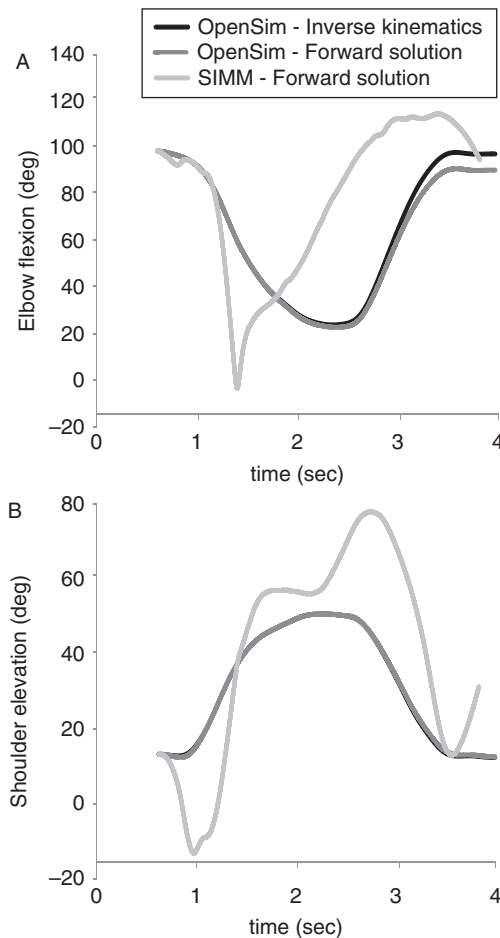 OpenSim - Inverse kinematics
OpenSim - Forward solution
SIMM - Forward solution
A
140
120
100
80
60
40
20
0
–20
Elbow flexion (deg)
0 1 2 3 4
time (sec)
B
80
60
40
20
0
–20
Shoulder elevation (deg)
0 1 2 3 4
time (sec)